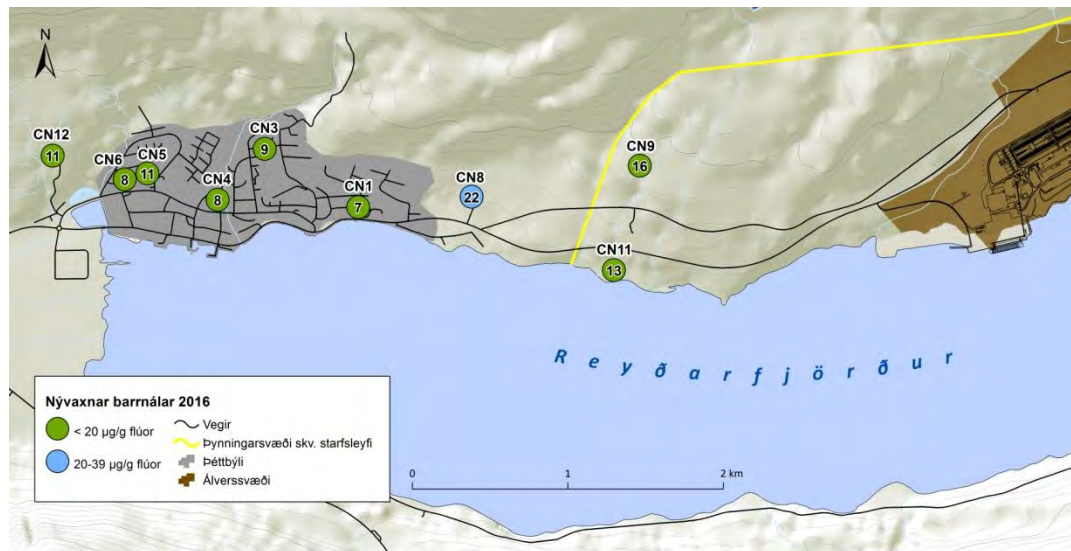 N
CN12
11
CN6
8
CN5
11
CN3
9
CN4
8
CN1
7
CN8
22
CN9
16
CN11
13
Reyðarfjörður
Nývaxnar barrnálar 2016
< 20 µg/g flúor
20-39 µg/g flúor
Vegir
Þynningarsvæði skv. starfsleyfi
Þéttbýli
Álverssvæði
0 1 2 km